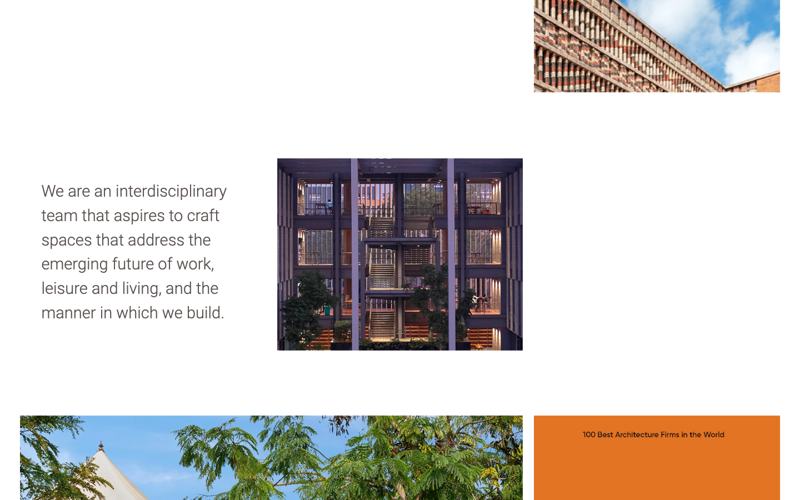 We are an interdisciplinary
team that aspires to craft
spaces that address the
emerging future of work,
leisure and living, and the
manner in which we build.
100 Best Architecture Firms in the World